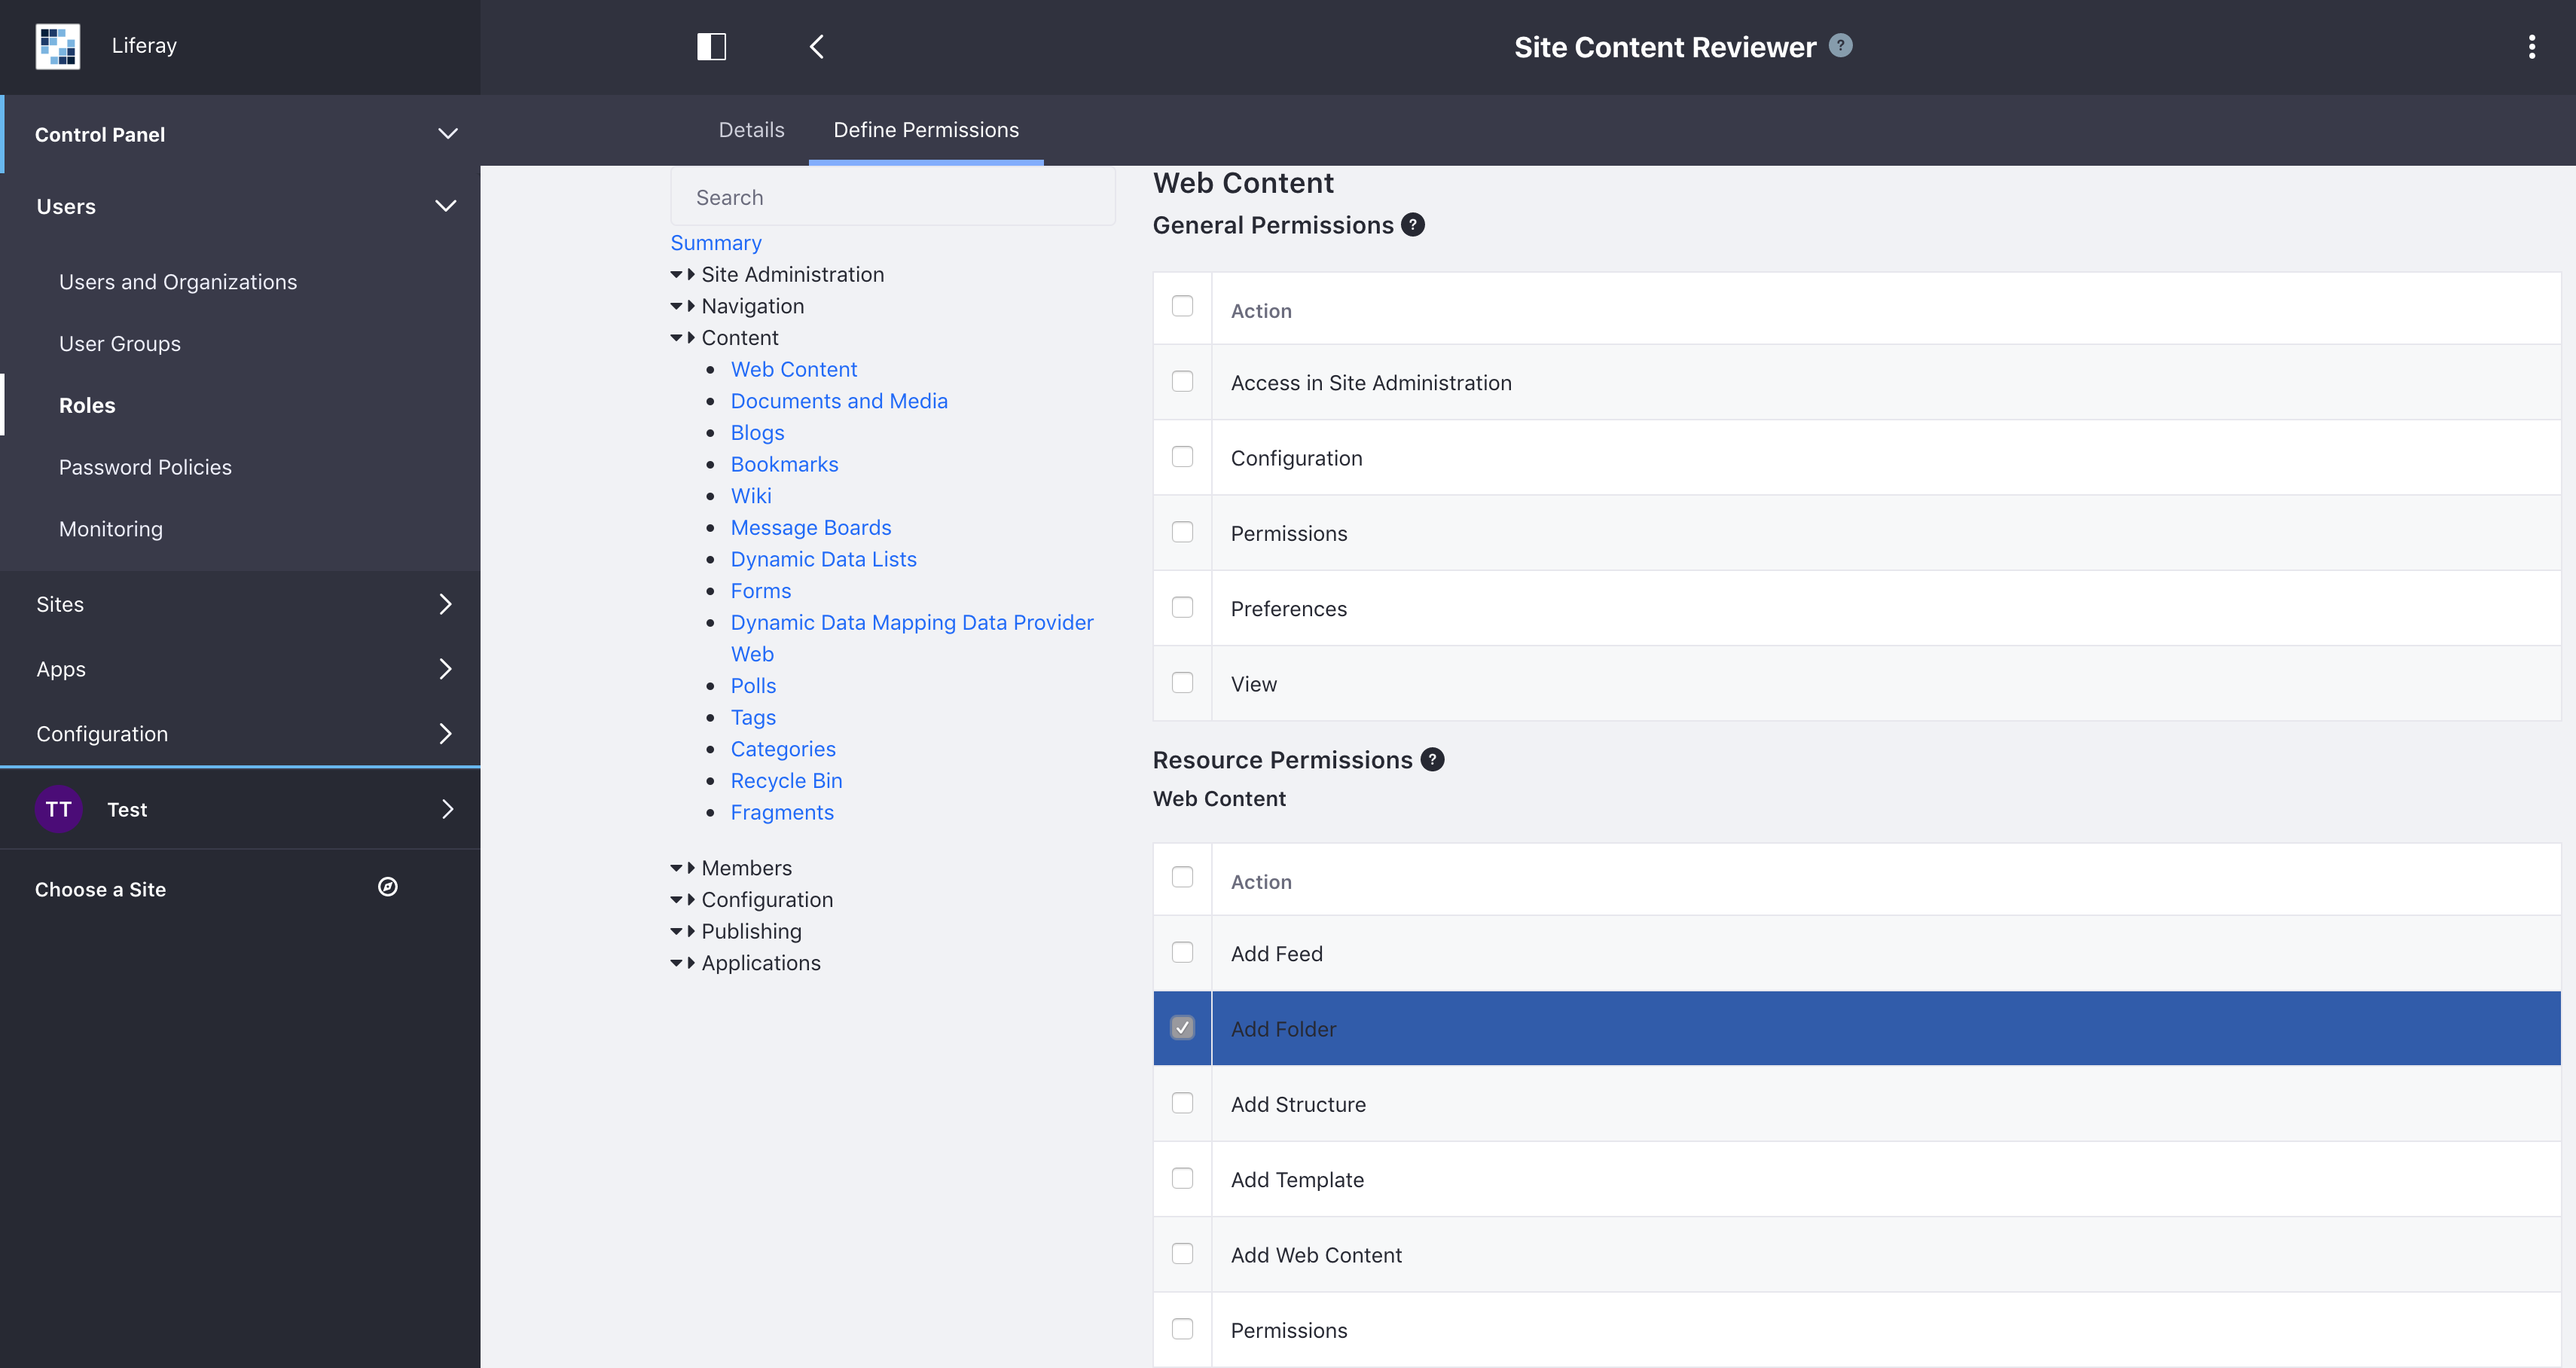 Liferay
Control Panel
Users
Users and Organizations
User Groups
Roles
Password Policies
Monitoring
Sites
Apps
Configuration
TT Test
Choose a Site
Site Content Reviewer ?
Details Define Permissions
Search
Summary
Site Administration
Navigation
Content
Web Content
Documents and Media
Blogs
Bookmarks
Wiki
Message Boards
Dynamic Data Lists
Forms
Dynamic Data Mapping Data Provider
Web
Polls
Tags
Categories
Recycle Bin
Fragments
Members
Configuration
Publishing
Applications
Web Content
General Permissions ?
Action
Access in Site Administration
Configuration
Permissions
Preferences
View
Resource Permissions ?
Web Content
Action
Add Feed
Add Folder
Add Structure
Add Template
Add Web Content
Permissions